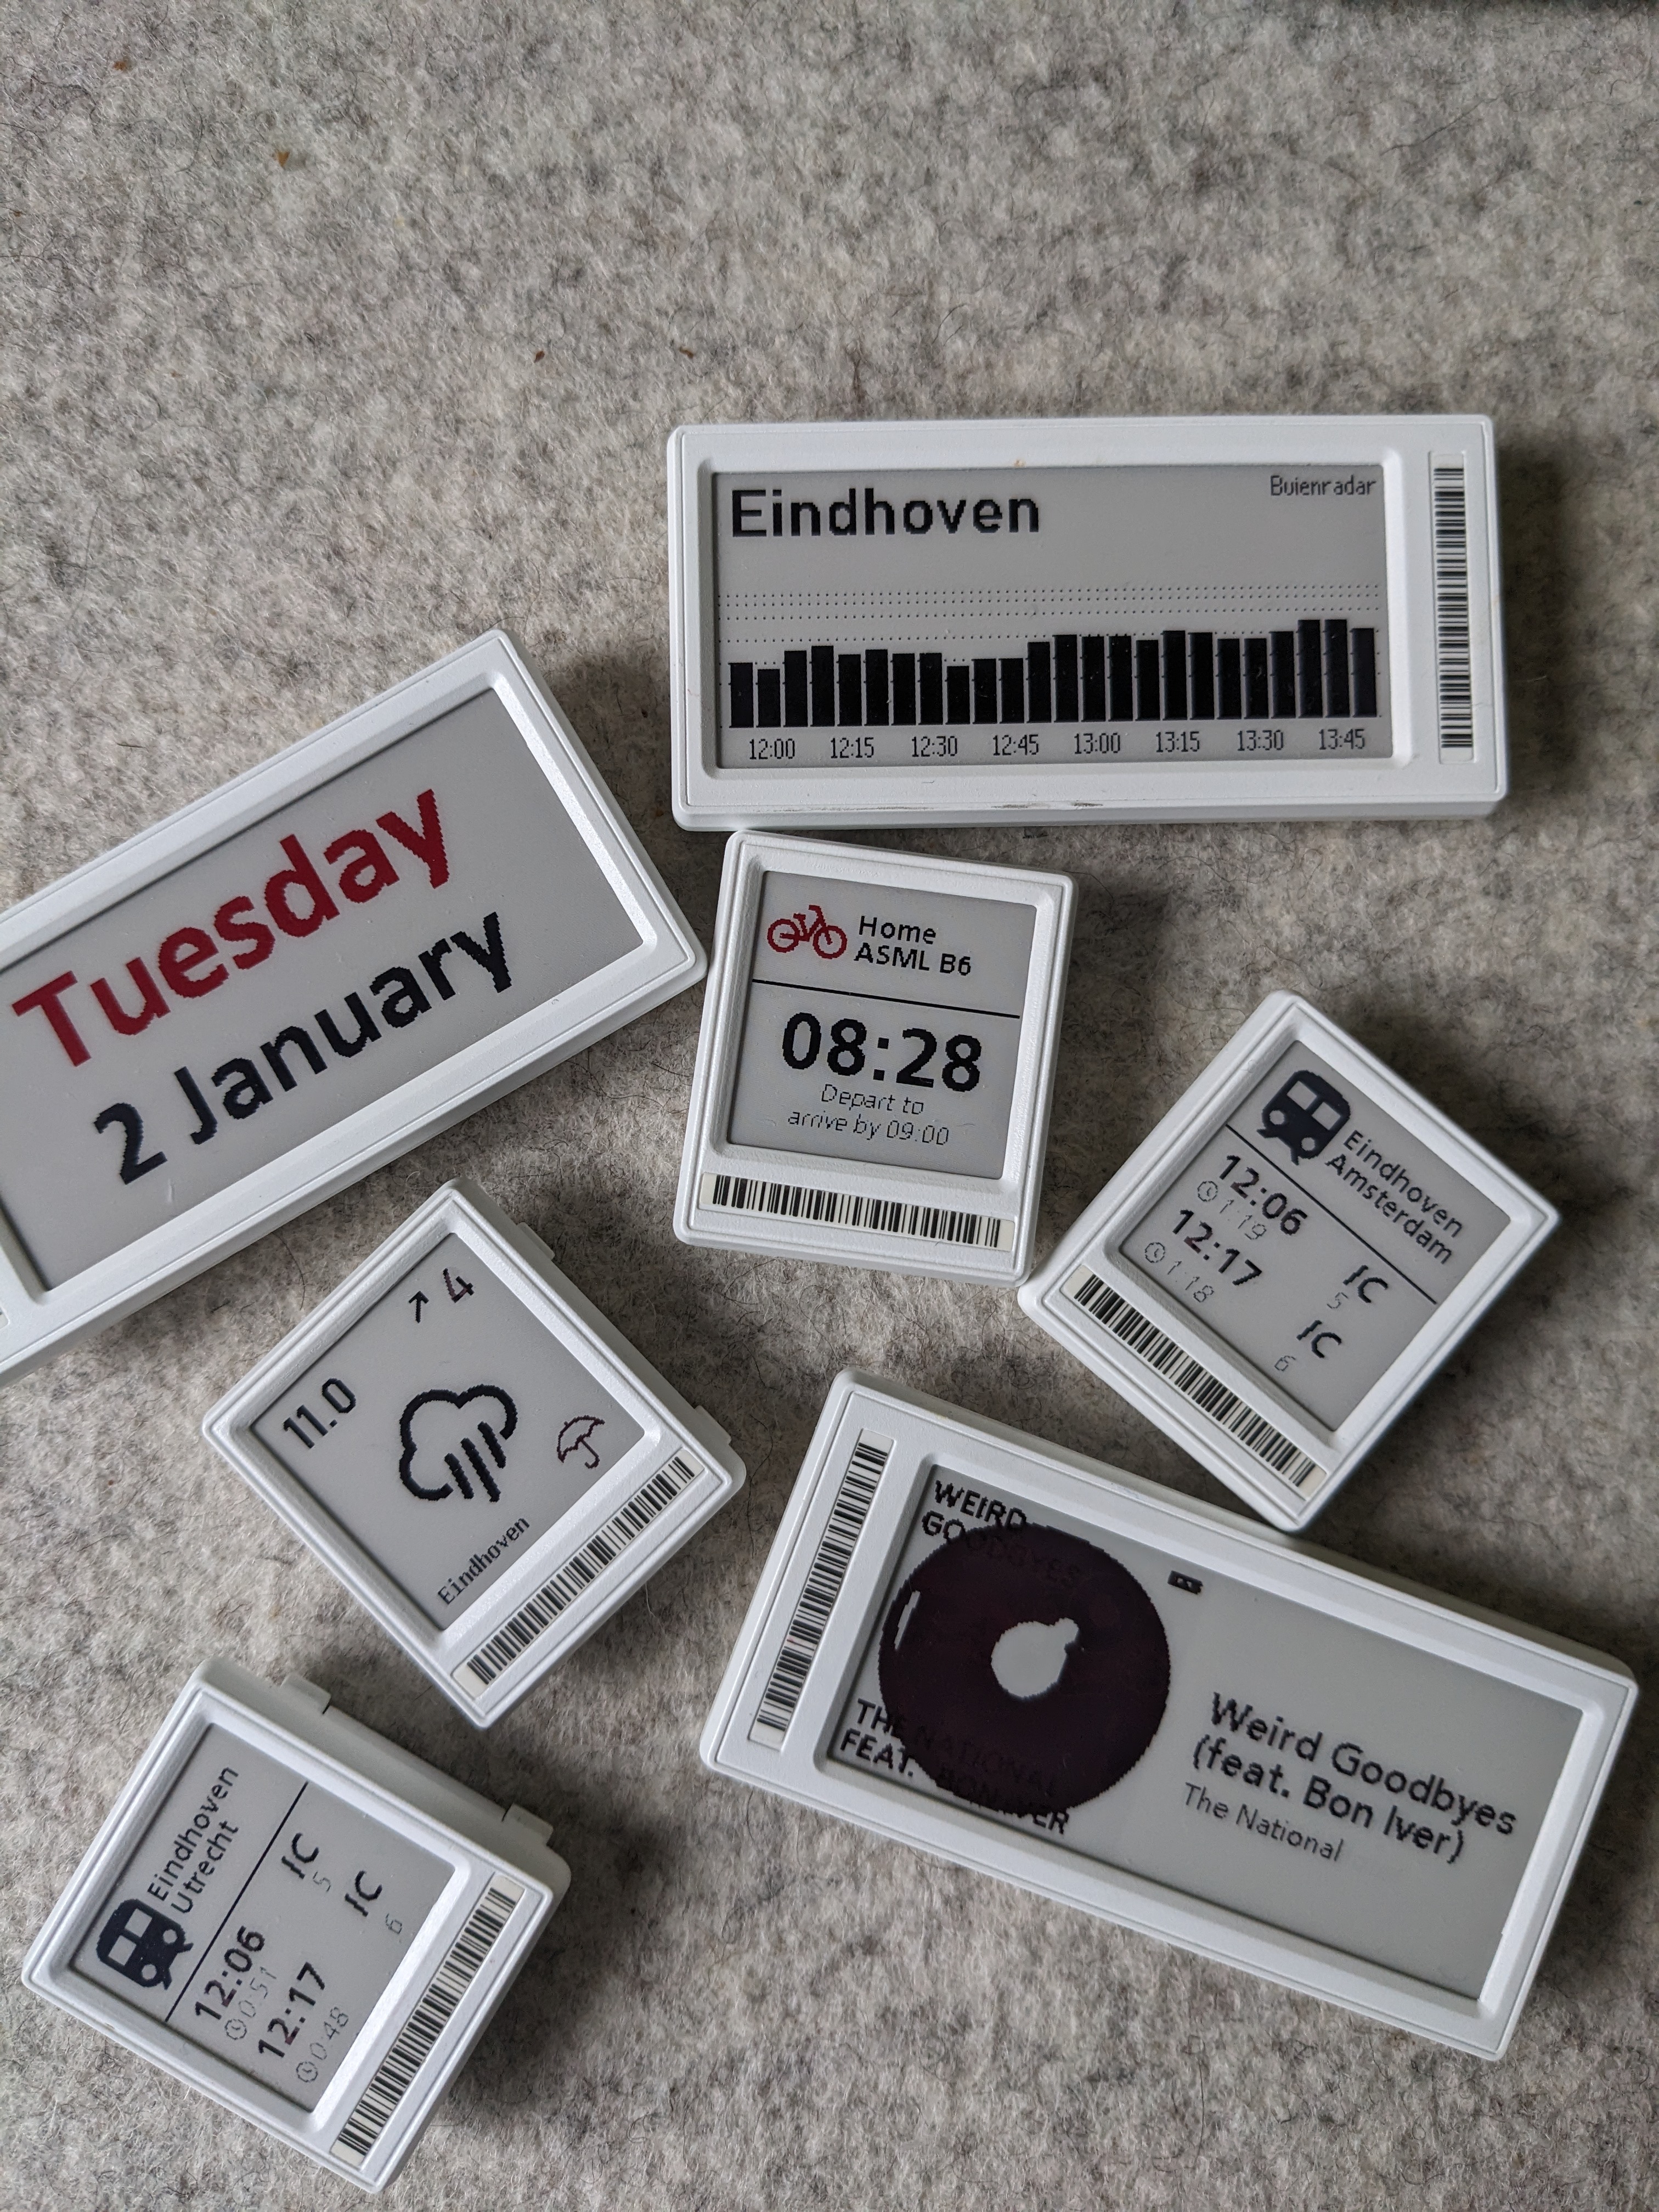 Eindhoven
Buienradar
12:00 12:15 12:30 12:45 13:00 13:15 13:30 13:45
Tuesday
2 January
Home
ASML B6
08:28
Depart to
arrive by 09:00
Eindhoven
Amsterdam
12:06 IC
1:19 5
12:17 IC
1:18 6
↗ 4
11.0
Eindhoven
WEIRD
GOODBYES
THE NATIONAL
FEAT. BON IVER
Weird Goodbyes
(feat. Bon Iver)
The National
Eindhoven
Utrecht
12:06 IC
0:51 5
12:17 IC
0:48 6